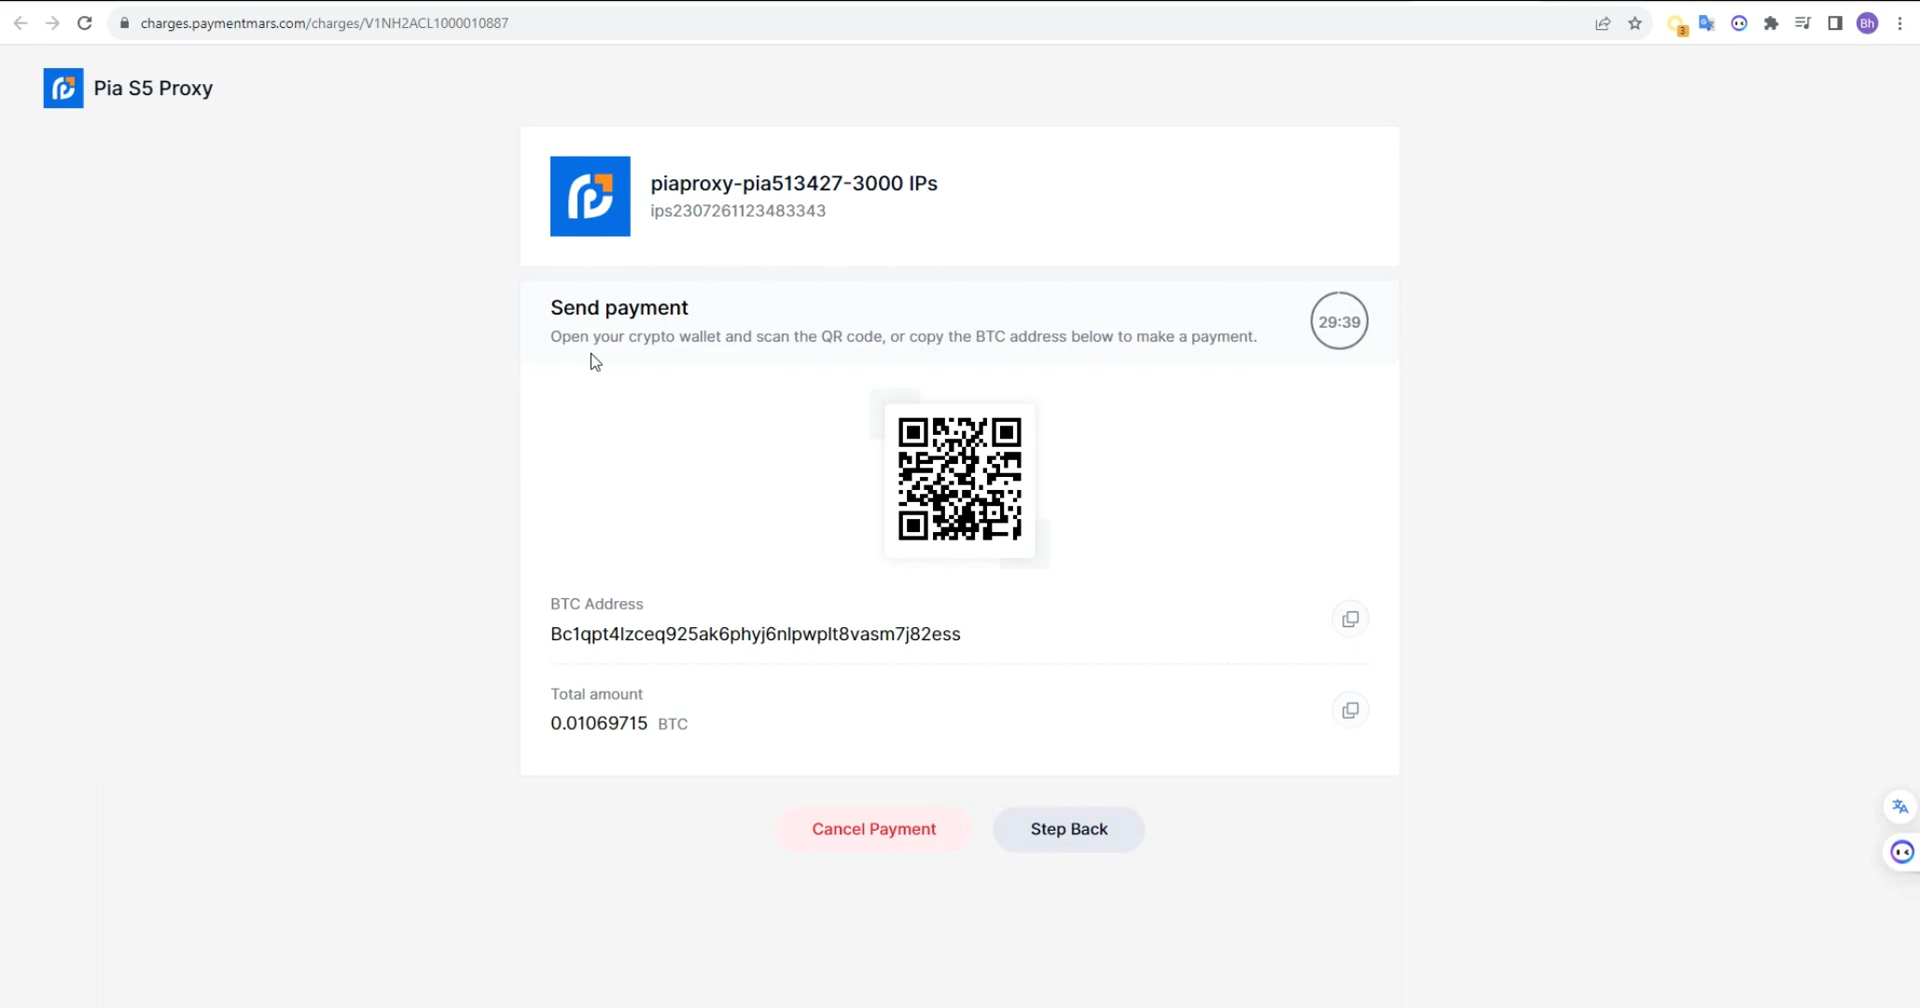 charges.paymentmars.com/charges/V1NH2ACL1000010887
3
Bh
Pia S5 Proxy
piaproxy-pia513427-3000 IPs
ips2307261123483343
Send payment
Open your crypto wallet and scan the QR code, or copy the BTC address below to make a payment.
29:39
BTC Address
Bc1qpt4lzceq925ak6phyj6nlpwplt8vasm7j82ess
Total amount
0.01069715 BTC
Cancel Payment
Step Back